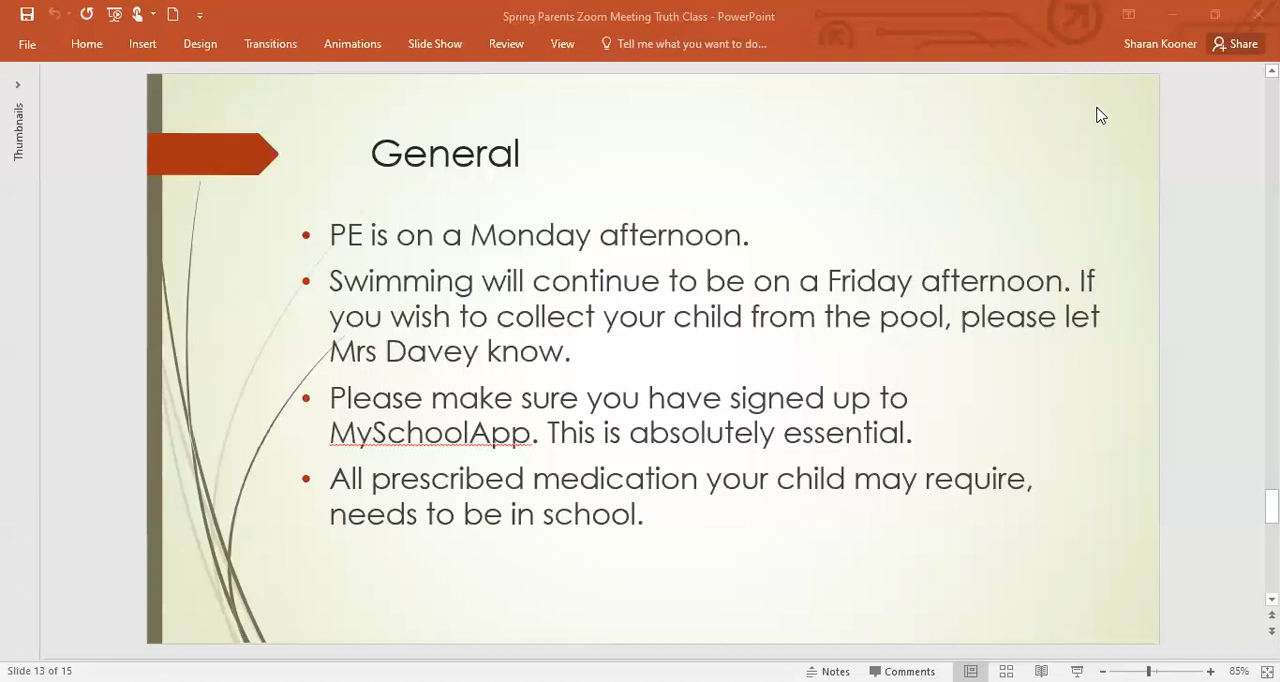 Spring Parents Zoom Meeting Truth Class - PowerPoint
File Home Insert Design Transitions Animations Slide Show Review View Tell me what you want to do... Sharan Kooner Share
Thumbnails
General
• PE is on a Monday afternoon.
• Swimming will continue to be on a Friday afternoon. If
you wish to collect your child from the pool, please let
Mrs Davey know.
• Please make sure you have signed up to
MySchoolApp. This is absolutely essential.
• All prescribed medication your child may require,
needs to be in school.
Slide 13 of 15 Notes Comments 85%